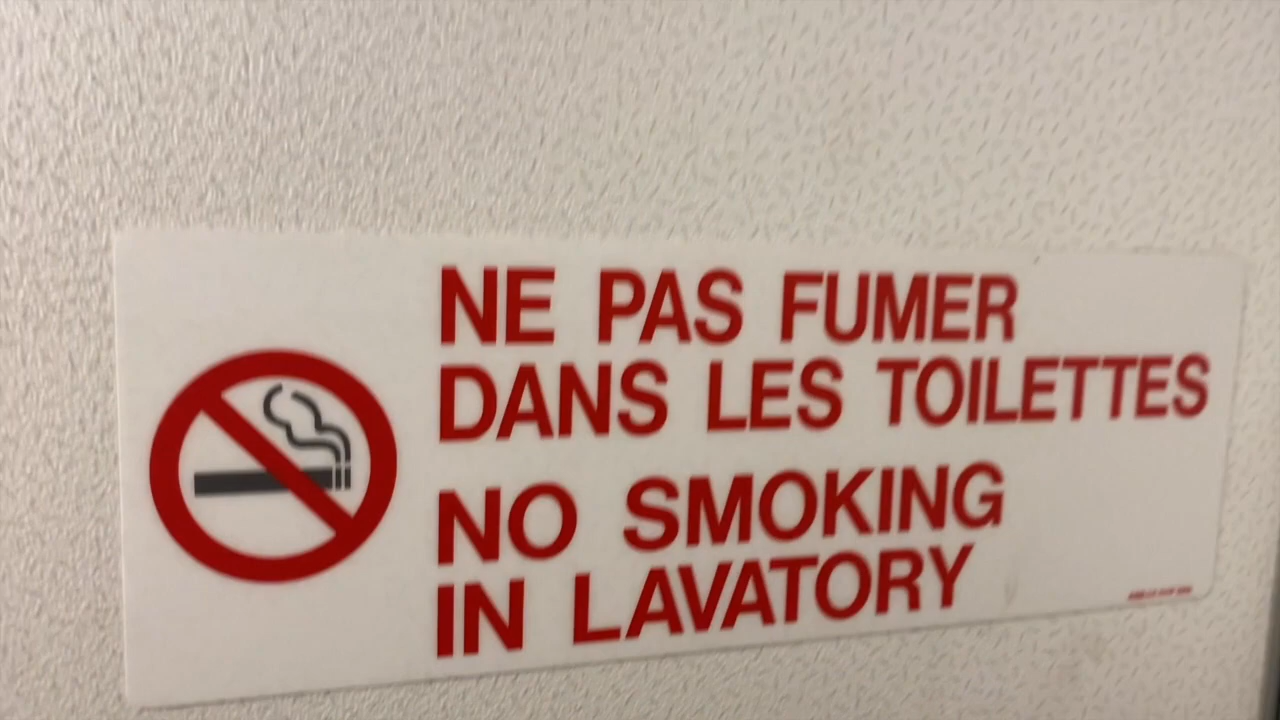 NE PAS FUMER
DANS LES TOILETTES
NO SMOKING
IN LAVATORY